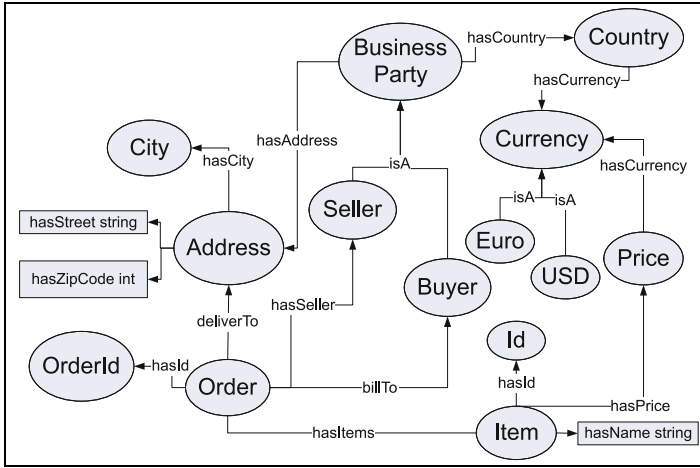 Business
Party
hasCountry
Country
hasCurrency
City
hasCity
hasAddress
Currency
hasCurrency
isA
isA
isA
Seller
hasStreet string
Address
Euro
USD
Price
hasZipCode int
Buyer
hasSeller
deliverTo
Id
OrderId
hasId
Order
billTo
hasId
hasPrice
hasItems
Item
hasName string